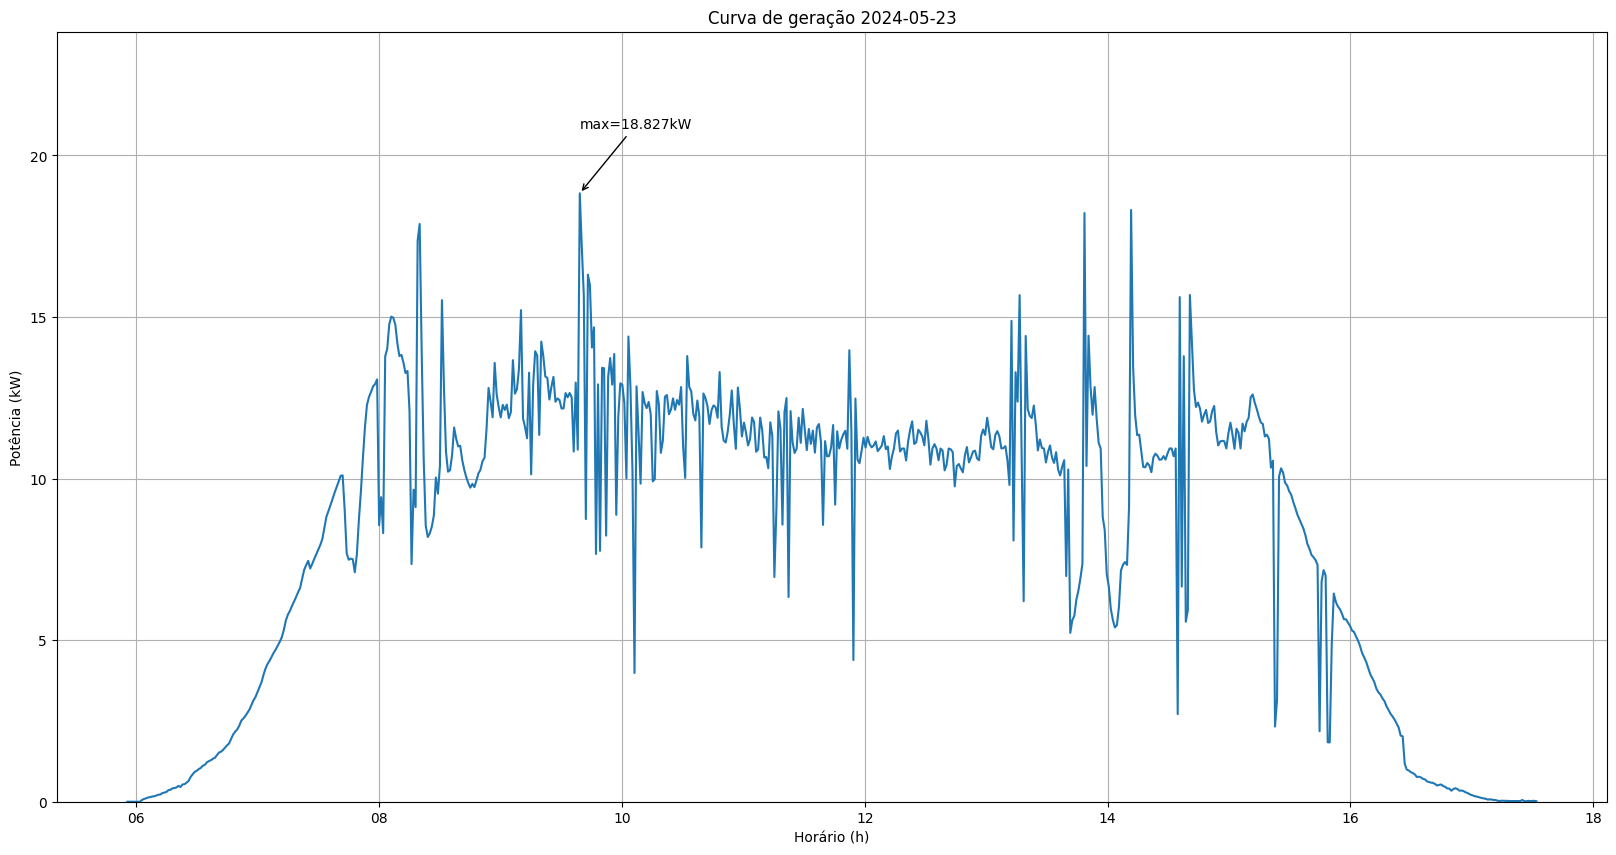 Curva de geração 2024-05-23
max=18.827kW
Potência (kW)
20
15
10
5
0
06 08 10 12 14 16 18
Horário (h)